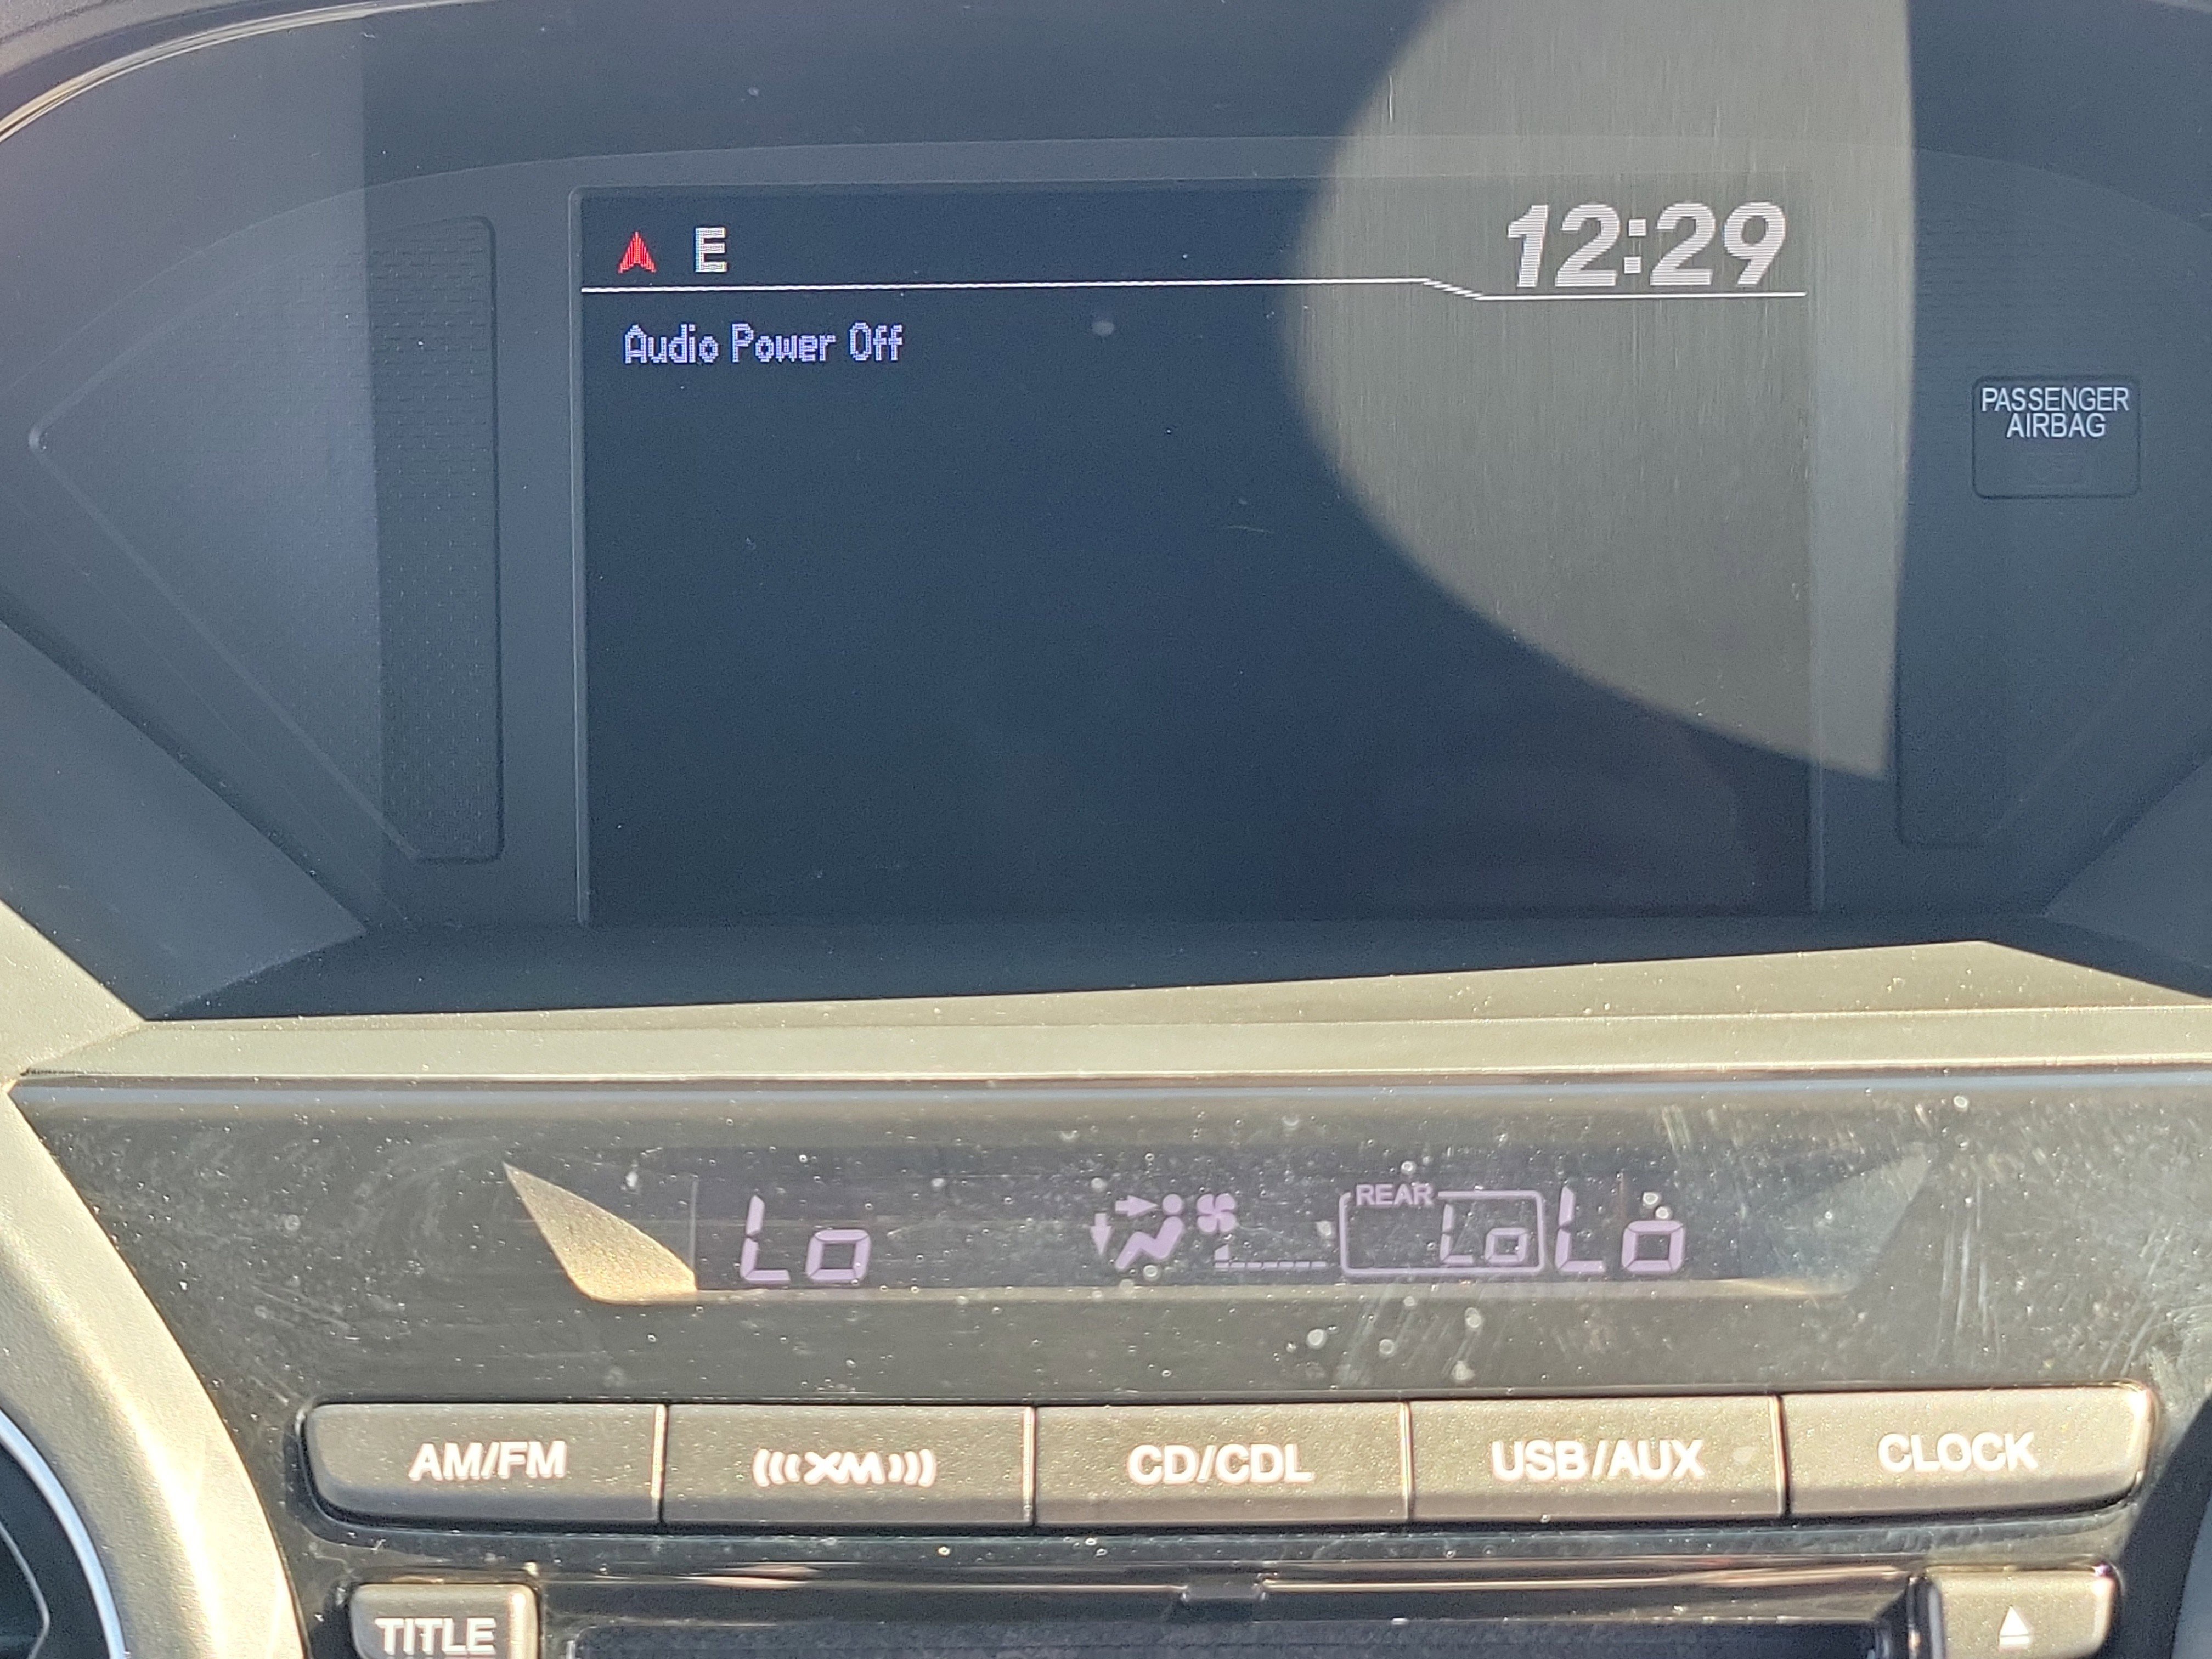 E 12:29
Audio Power Off
PASSENGER
AIRBAG
REAR
Lo Lo Lo
AM/FM XM CD/CDL USB/AUX CLOCK
TITLE